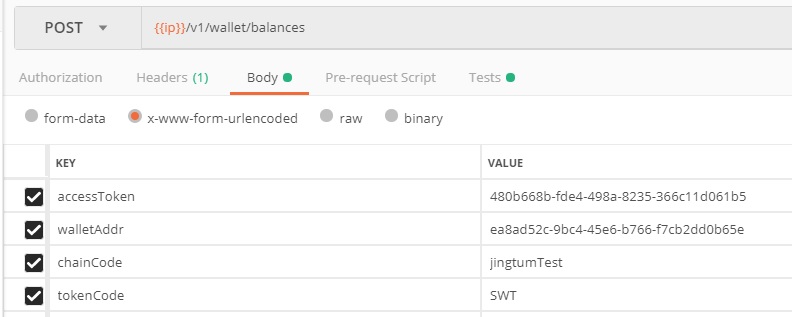 POST {{ip}}/v1/wallet/balances
Authorization Headers (1) Body Pre-request Script Tests
form-data x-www-form-urlencoded raw binary
KEY VALUE
accessToken 480b668b-fde4-498a-8235-366c11d061b5
walletAddr ea8ad52c-9bc4-45e6-b766-f7cb2dd0b65e
chainCode jingtumTest
tokenCode SWT